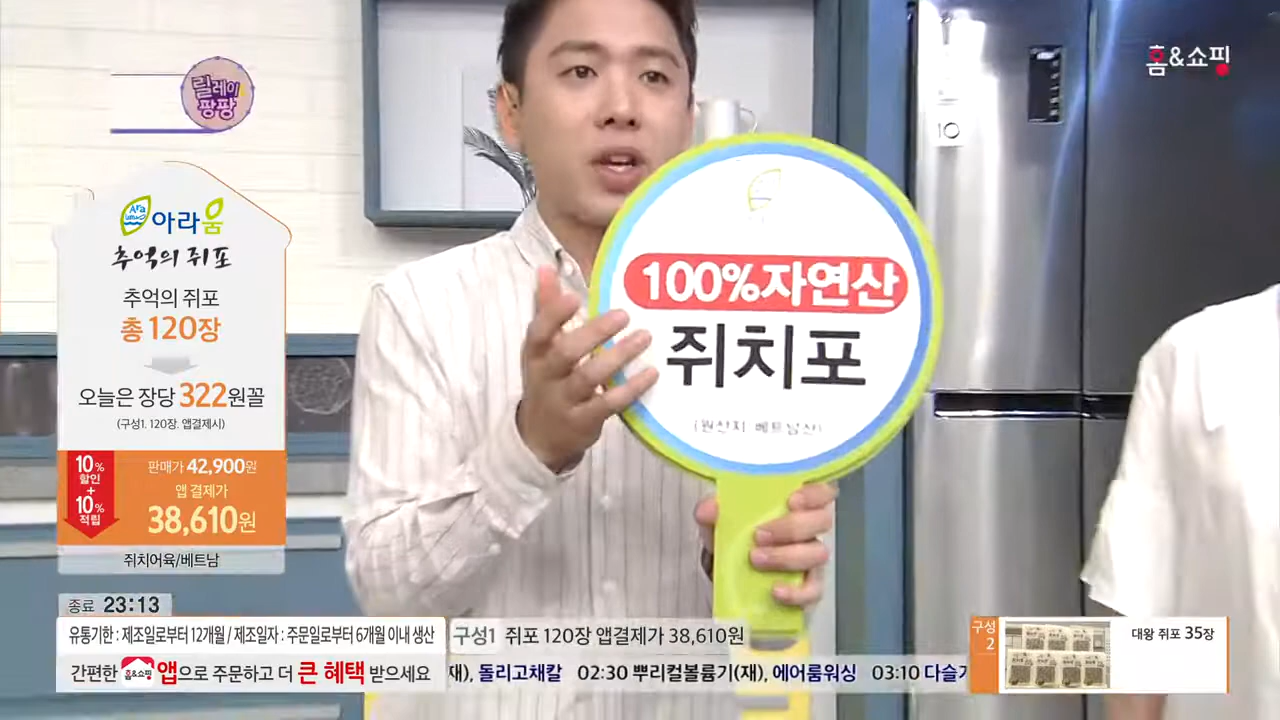 릴레이
팡팡
홈&쇼핑
10
Ara
아라움
추억의 쥐포
추억의 쥐포
총 120장
오늘은 장당 322원꼴
(구성1. 120장. 앱결제시)
10%
할인
+
10%
적립
판매가 42,900원
앱 결제가
38,610원
쥐치어육/베트남
100%자연산
쥐치포
(원산지 베트남산)
종료 23:13
유통기한 : 제조일로부터 12개월 / 제조일자 : 주문일로부터 6개월 이내 생산
구성1 쥐포 120장 앱결제가 38,610원
간편한 홈&쇼핑 앱으로 주문하고 더 큰 혜택 받으세요
재), 돌리고채칼 02:30 뿌리컬볼륨기(재), 에어룸워싱 03:10 다슬기
구성
2
대왕 쥐포 35장